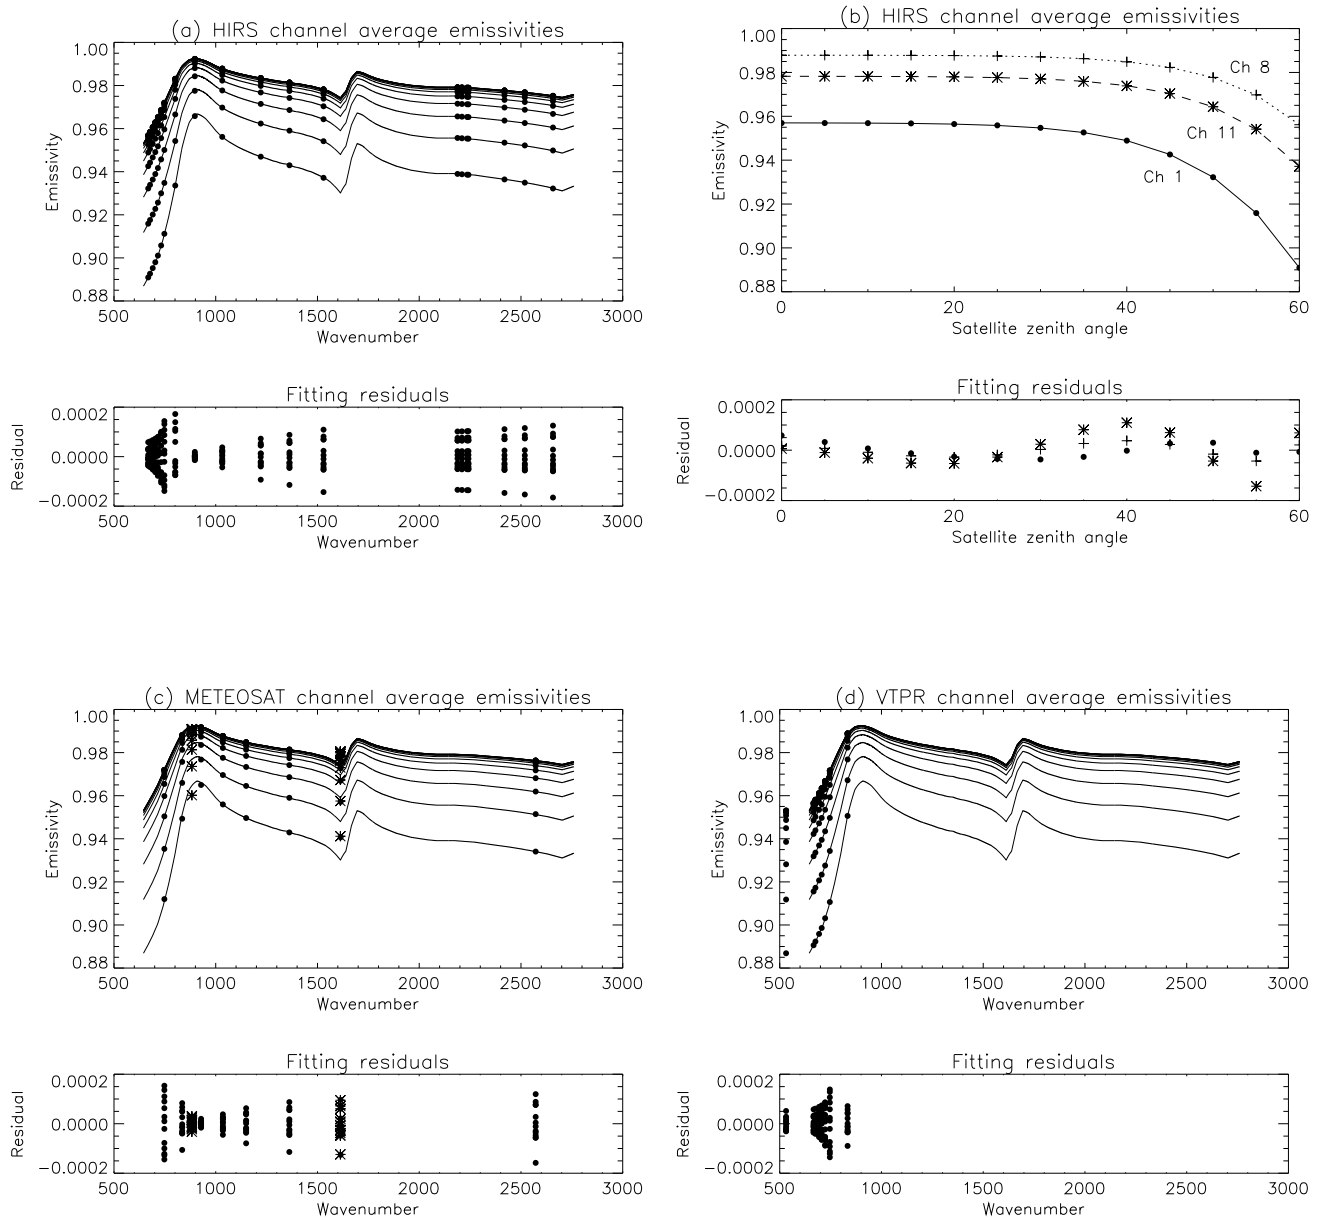 (a) HIRS channel average emissivities
1.00
0.98
0.96
0.94
0.92
0.90
0.88
Emissivity
500 1000 1500 2000 2500 3000
Wavenumber
Fitting residuals
0.0002
0.0000
−0.0002
Residual
500 1000 1500 2000 2500 3000
Wavenumber
(b) HIRS channel average emissivities
1.00
0.98
0.96
0.94
0.92
0.90
0.88
Emissivity
Ch 8
Ch 11
Ch 1
0 20 40 60
Satellite zenith angle
Fitting residuals
0.0002
0.0000
−0.0002
Residual
0 20 40 60
Satellite zenith angle
(c) METEOSAT channel average emissivities
1.00
0.98
0.96
0.94
0.92
0.90
0.88
Emissivity
500 1000 1500 2000 2500 3000
Wavenumber
Fitting residuals
0.0002
0.0000
−0.0002
Residual
500 1000 1500 2000 2500 3000
Wavenumber
(d) VTPR channel average emissivities
1.00
0.98
0.96
0.94
0.92
0.90
0.88
Emissivity
500 1000 1500 2000 2500 3000
Wavenumber
Fitting residuals
0.0002
0.0000
−0.0002
Residual
500 1000 1500 2000 2500 3000
Wavenumber